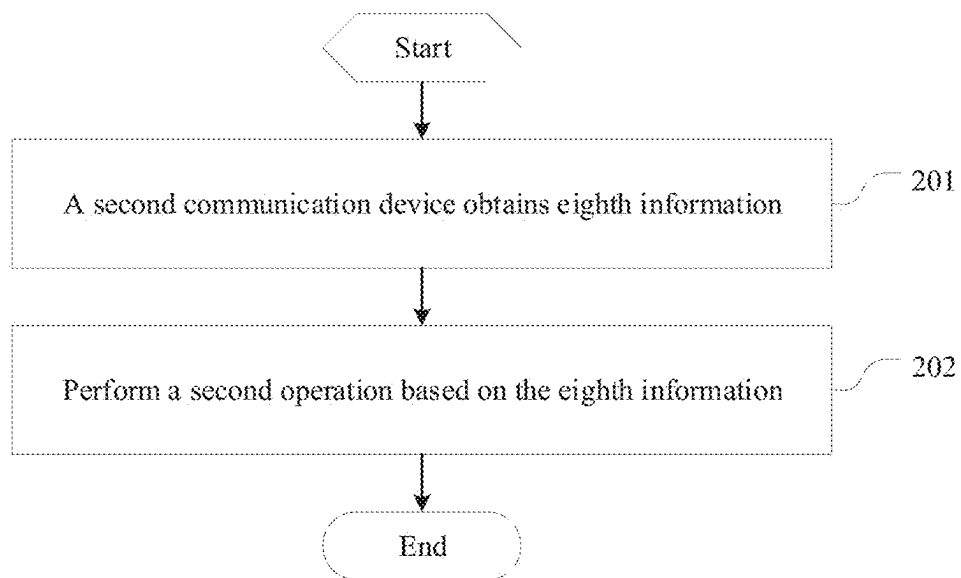 Start
A second communication device obtains eighth information
201
Perform a second operation based on the eighth information
202
End